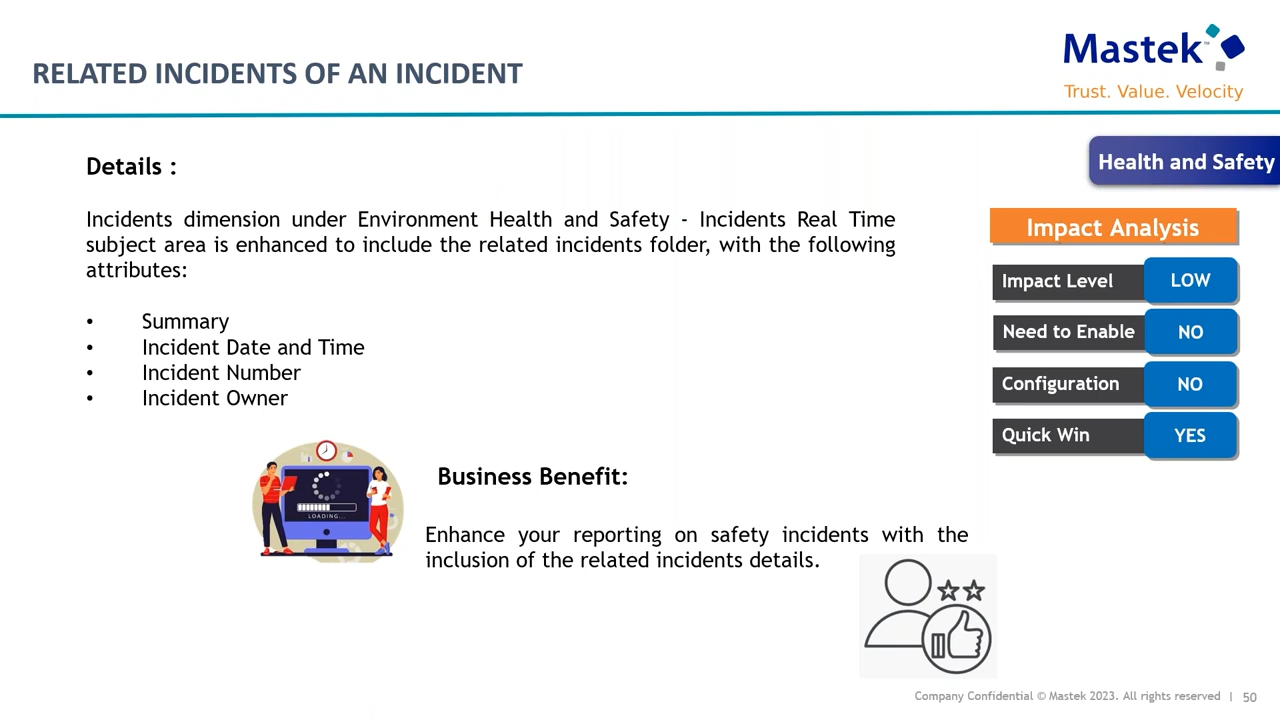 RELATED INCIDENTS OF AN INCIDENT
Mastek™
Trust. Value. Velocity
Health and Safety
Details :
Incidents dimension under Environment Health and Safety - Incidents Real Time
subject area is enhanced to include the related incidents folder, with the following
attributes:
• Summary
• Incident Date and Time
• Incident Number
• Incident Owner
Impact Analysis
Impact Level LOW
Need to Enable NO
Configuration NO
Quick Win YES
LOADING...
Business Benefit:
Enhance your reporting on safety incidents with the
inclusion of the related incidents details.
Company Confidential © Mastek 2023. All rights reserved | 50